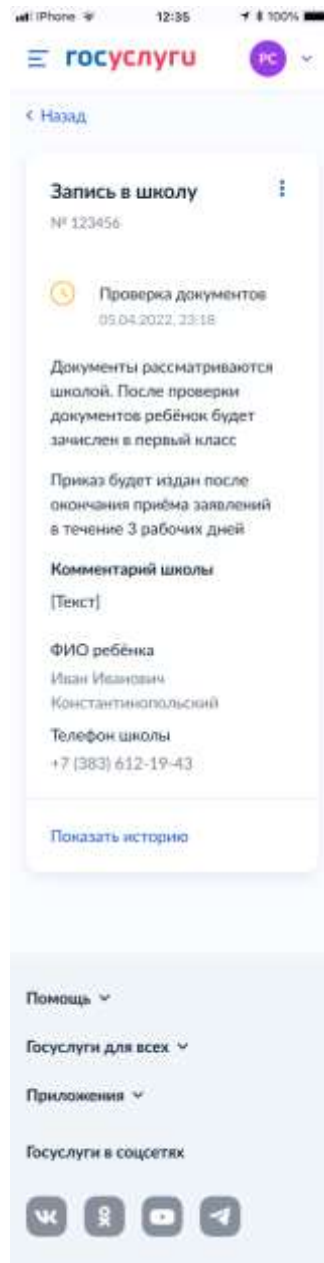 iPhone 12:35 100%
госуслуги РС
Назад
Запись в школу
№ 123456
Проверка документов
05.04.2022, 23:18
Документы рассматриваются
школой. После проверки
документов ребёнок будет
зачислен в первый класс
Приказ будет издан после
окончания приёма заявлений
в течение 3 рабочих дней
Комментарий школы
[Текст]
ФИО ребёнка
Иван Иванович
Константинопольский
Телефон школы
+7 (383) 612-19-43
Показать историю
Помощь
Госуслуги для всех
Приложения
Госуслуги в соцсетях